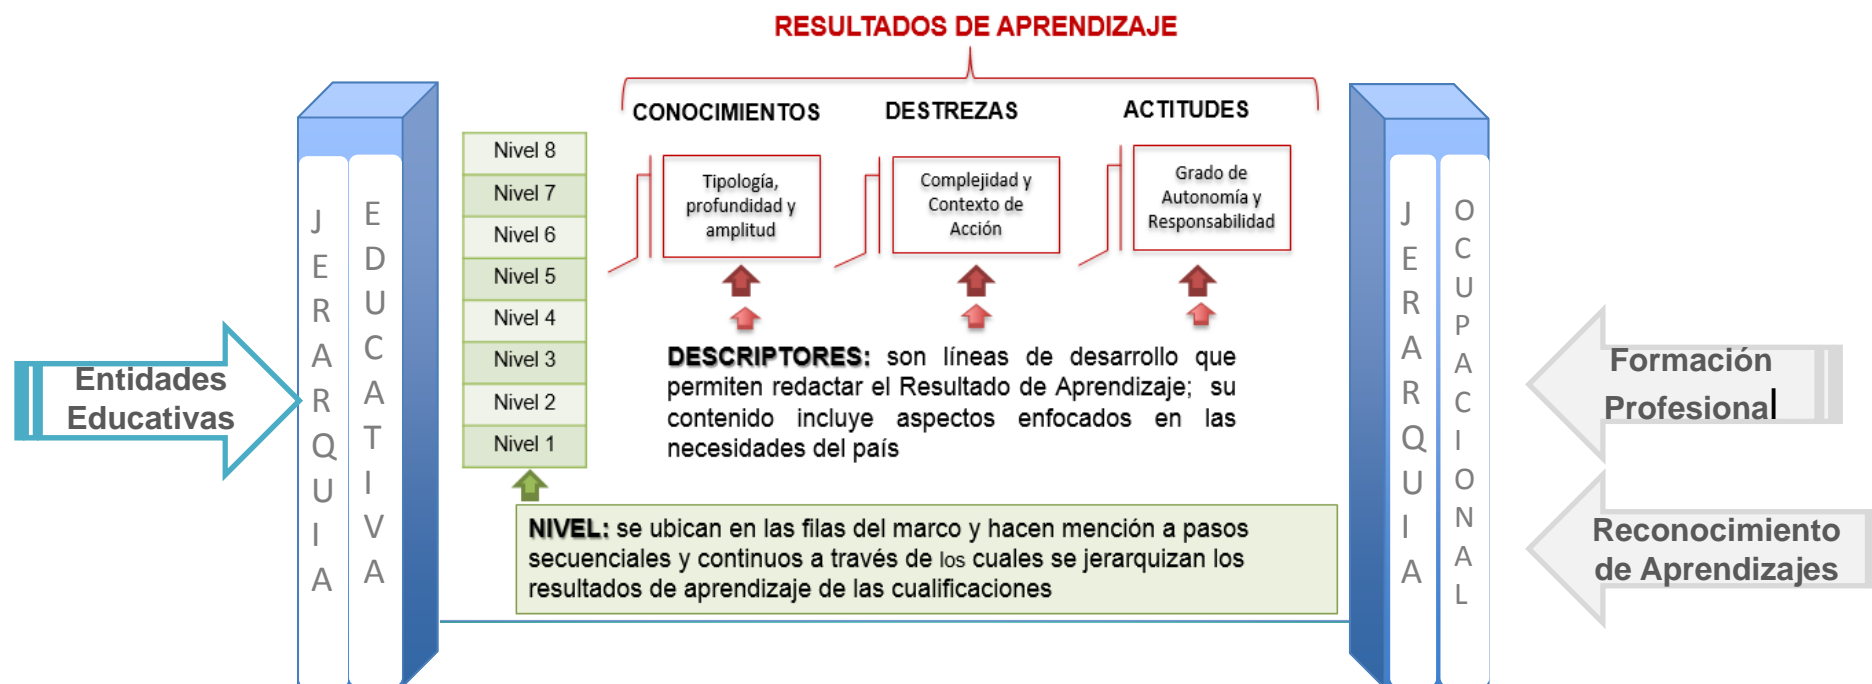 RESULTADOS DE APRENDIZAJE
CONOCIMIENTOS
DESTREZAS
ACTITUDES
Tipología,
profundidad y
amplitud
Complejidad y
Contexto de
Acción
Grado de
Autonomía y
Responsabilidad
Nivel 8
Nivel 7
Nivel 6
Nivel 5
Nivel 4
Nivel 3
Nivel 2
Nivel 1
JERARQUIA
EDUCATIVA
Entidades
Educativas
DESCRIPTORES: son líneas de desarrollo que
permiten redactar el Resultado de Aprendizaje; su
contenido incluye aspectos enfocados en las
necesidades del país
NIVEL: se ubican en las filas del marco y hacen mención a pasos
secuenciales y continuos a través de los cuales se jerarquizan los
resultados de aprendizaje de las cualificaciones
JERARQUIA
OCUPACIONAL
Formación
Profesional
Reconocimiento
de Aprendizajes